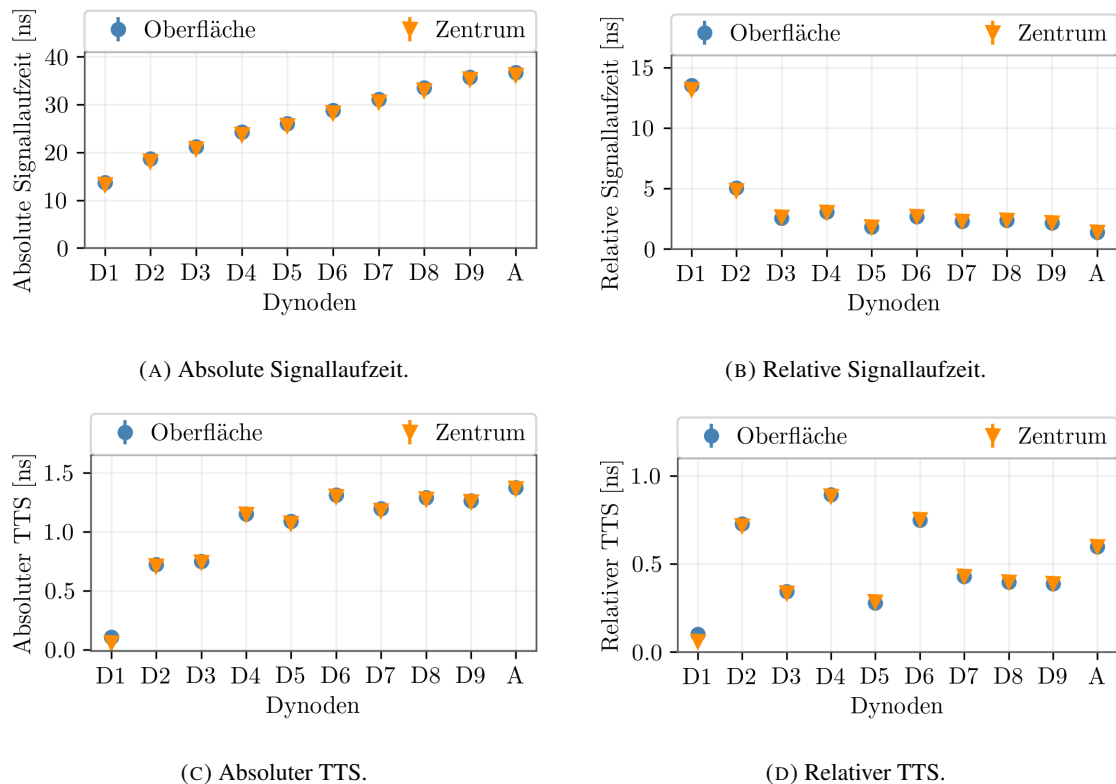 Absolute Signallaufzeit [ns]
Oberfläche Zentrum
40
30
20
10
0
D1 D2 D3 D4 D5 D6 D7 D8 D9 A
Dynoden
(A) Absolute Signallaufzeit.
Relative Signallaufzeit [ns]
Oberfläche Zentrum
15
10
5
0
D1 D2 D3 D4 D5 D6 D7 D8 D9 A
Dynoden
(B) Relative Signallaufzeit.
Absoluter TTS [ns]
Oberfläche Zentrum
1.5
1.0
0.5
0.0
D1 D2 D3 D4 D5 D6 D7 D8 D9 A
Dynoden
(C) Absoluter TTS.
Relativer TTS [ns]
Oberfläche Zentrum
1.0
0.5
0.0
D1 D2 D3 D4 D5 D6 D7 D8 D9 A
Dynoden
(D) Relativer TTS.